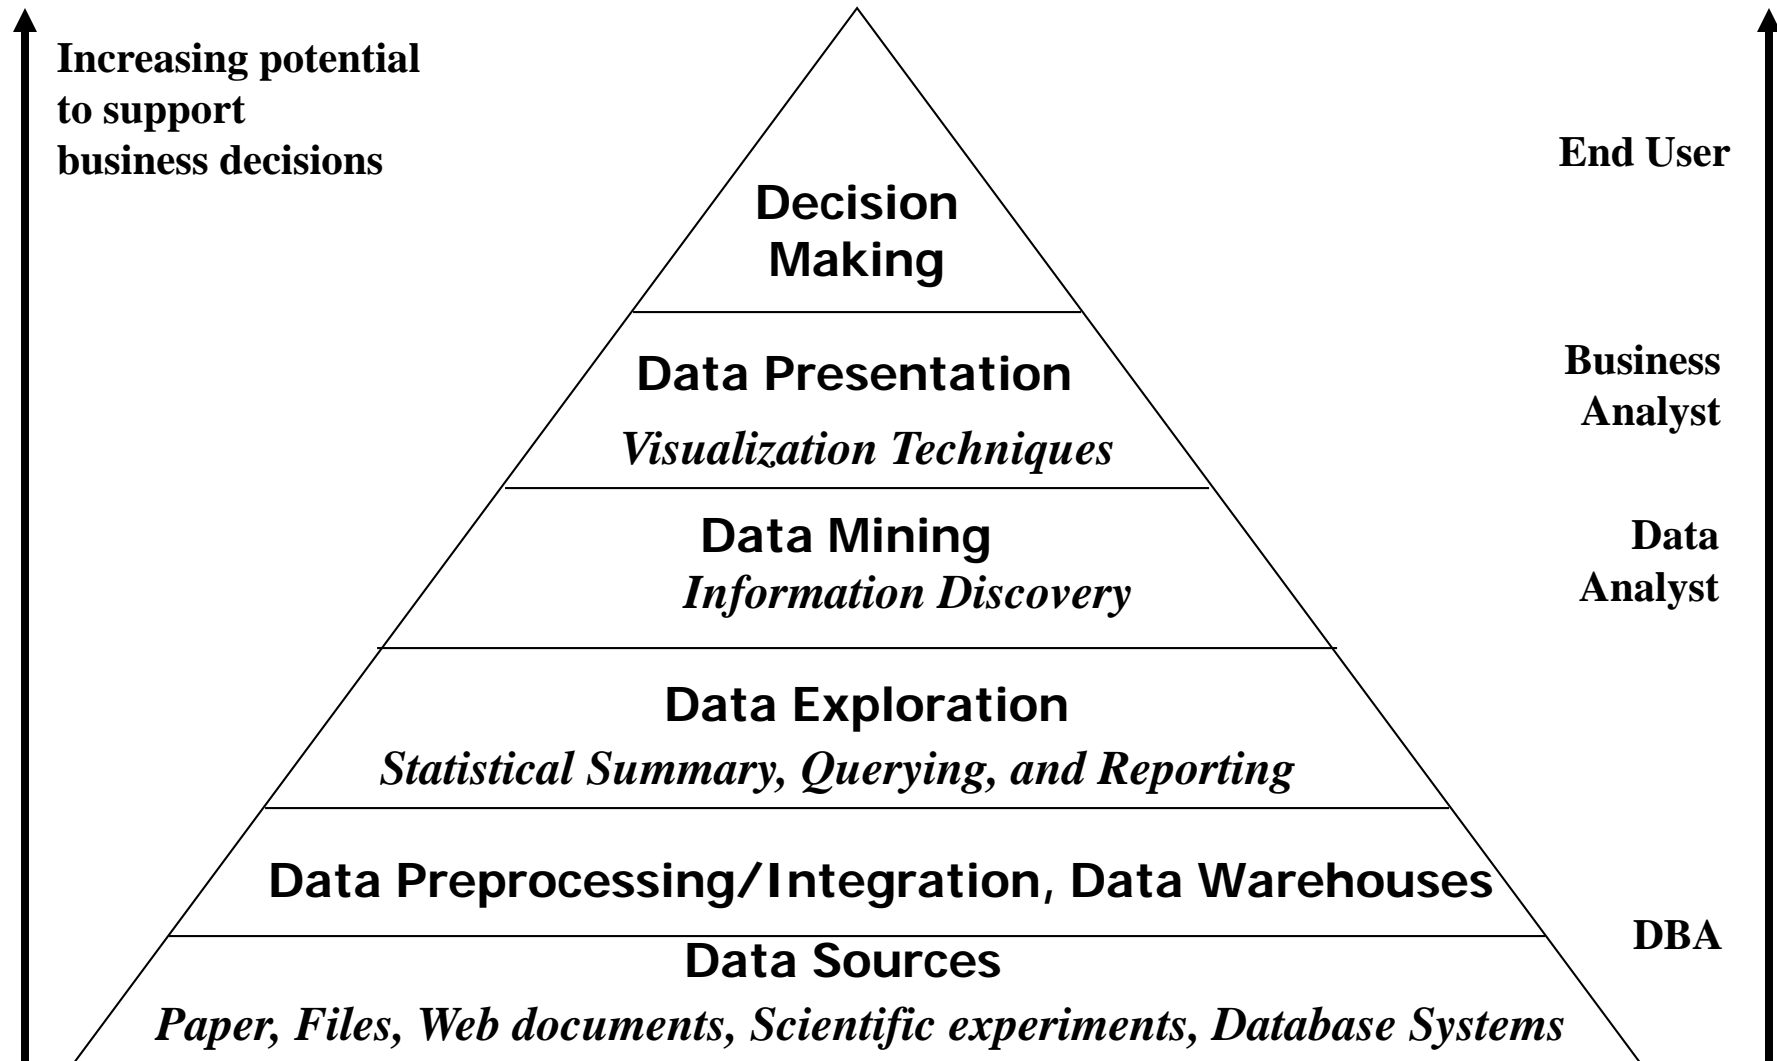 Increasing potential
to support
business decisions
End User
Decision
Making
Data Presentation
Visualization Techniques
Business
Analyst
Data Mining
Information Discovery
Data
Analyst
Data Exploration
Statistical Summary, Querying, and Reporting
Data Preprocessing/Integration, Data Warehouses
DBA
Data Sources
Paper, Files, Web documents, Scientific experiments, Database Systems